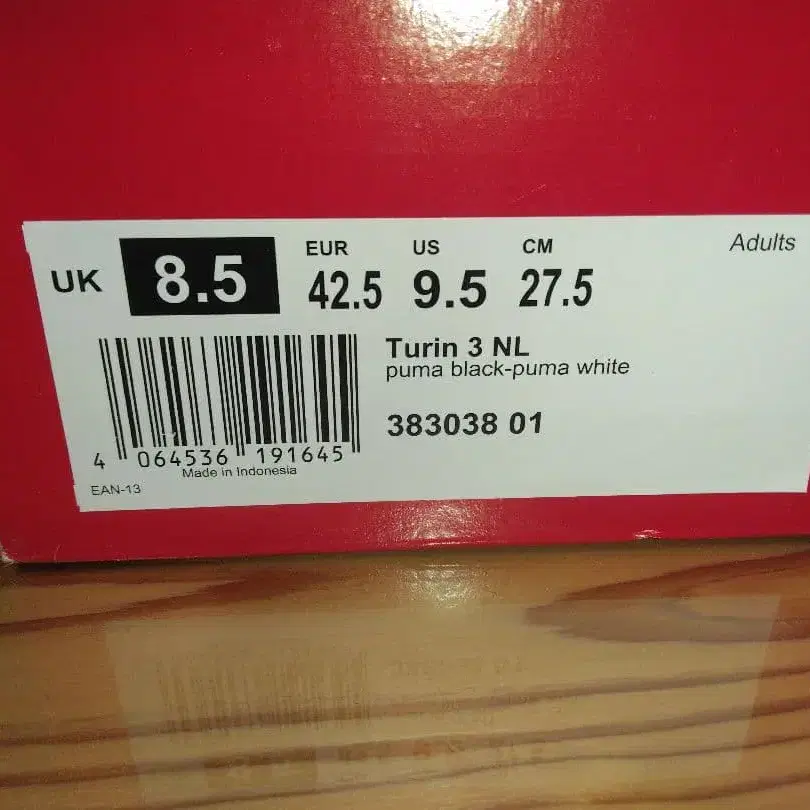 UK 8.5
EUR 42.5
US 9.5
CM 27.5
Adults
Turin 3 NL
puma black-puma white
383038 01
4 064536 191645
Made in Indonesia
EAN-13